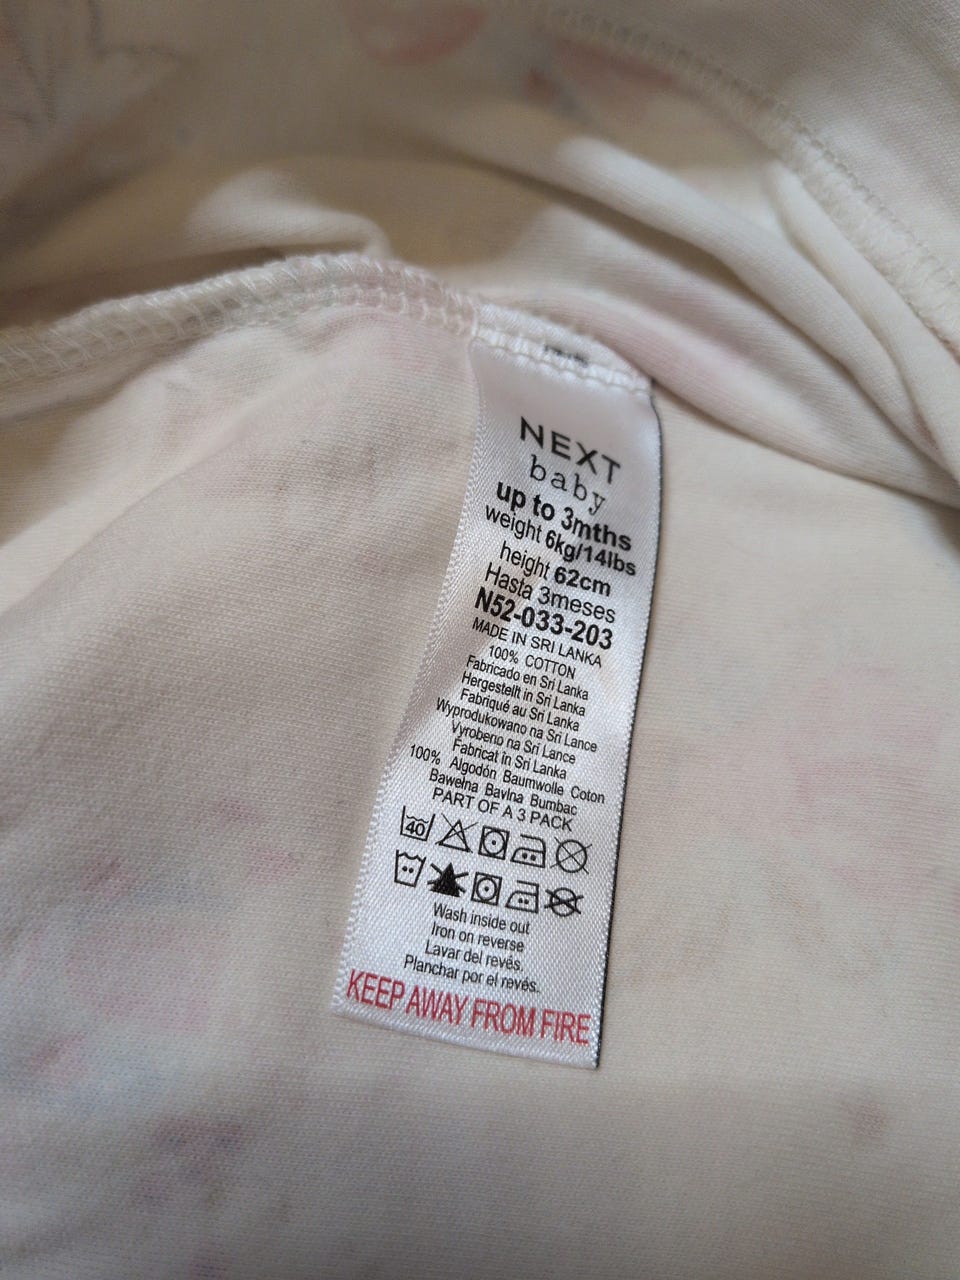 NEXT
baby
up to 3mths
weight 6kg/14lbs
height 62cm
Hasta 3meses
N52-033-203
MADE IN SRI LANKA
100% COTTON
Fabricado en Sri Lanka
Hergestellt in Sri Lanka
Fabriqué au Sri Lanka
Wyprodukowano na Sri Lance
Vyrobeno na Sri Lance
Fabricat în Sri Lanka
100% Algodón Baumwolle Coton
Bawełna Bavlna Bumbac
PART OF A 3 PACK
40
Wash inside out
Iron on reverse
Lavar del revés.
Planchar por el revés.
KEEP AWAY FROM FIRE